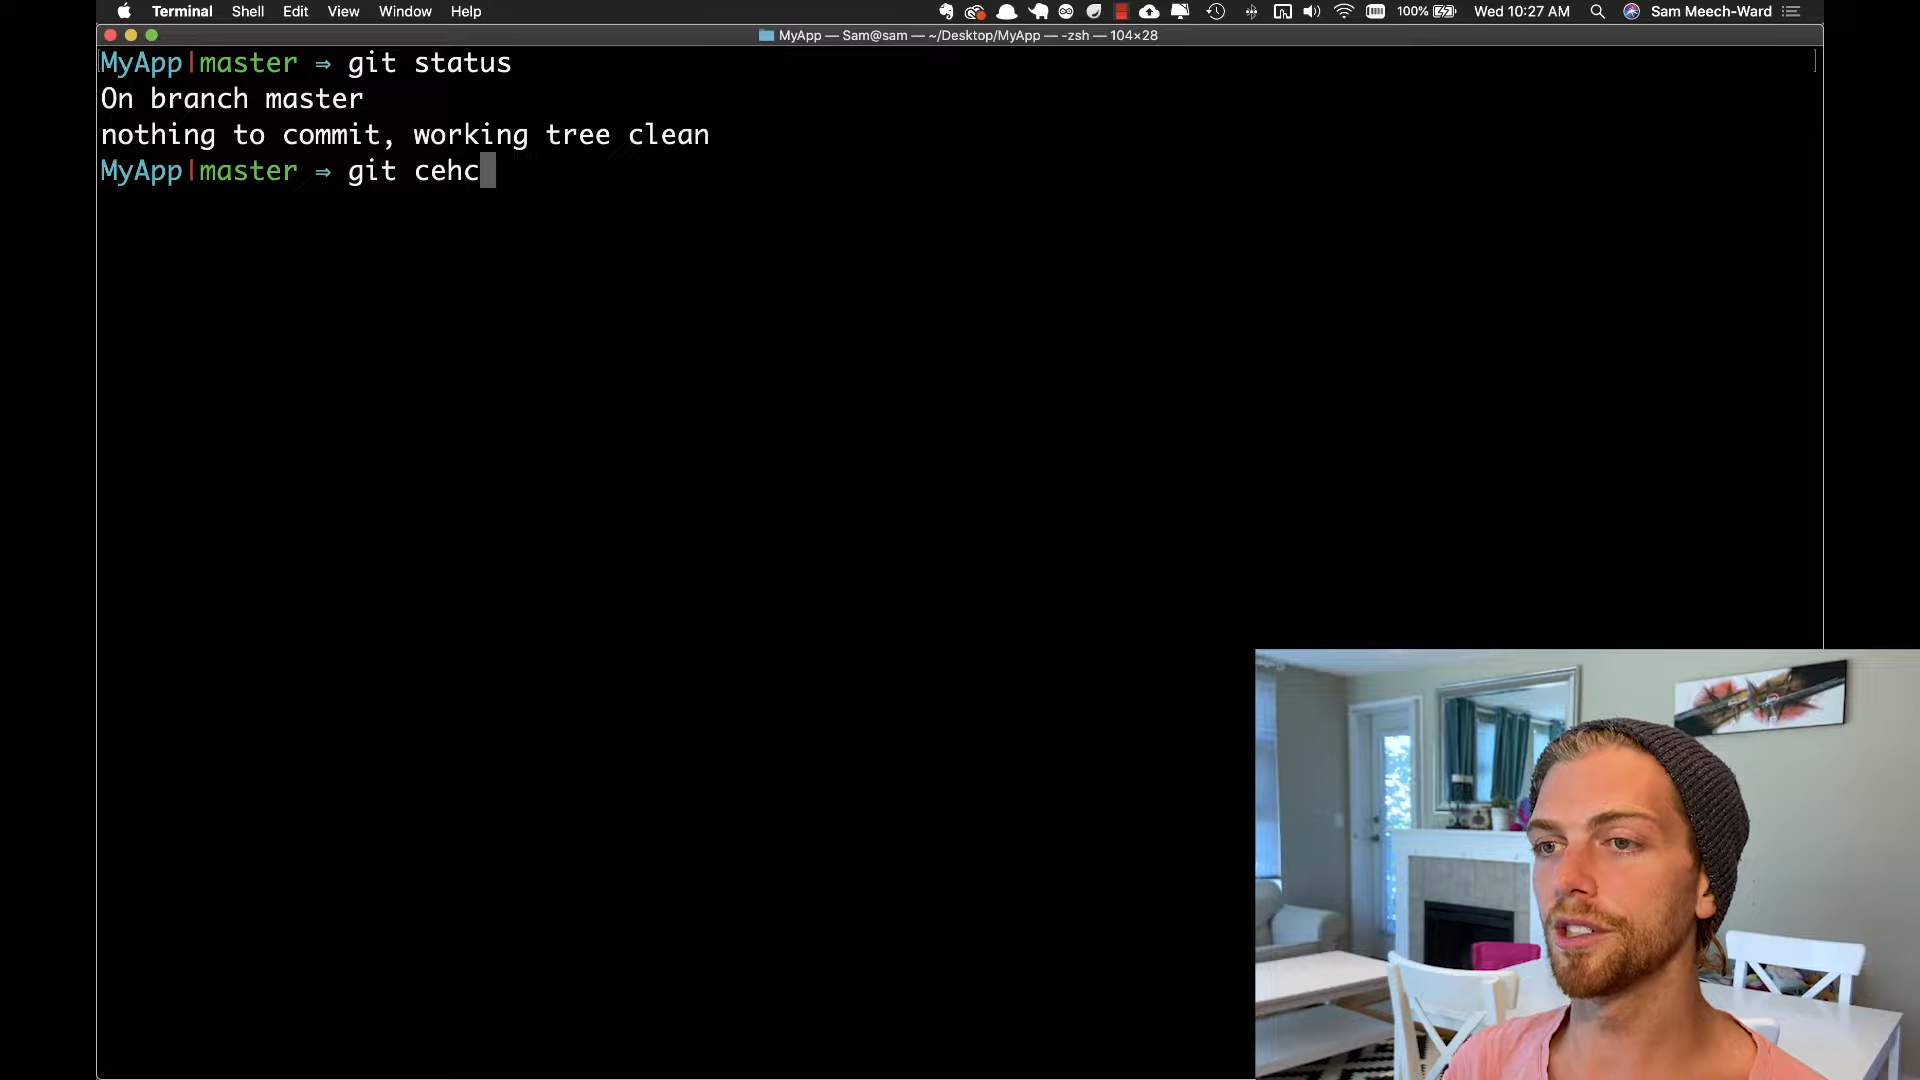 Terminal Shell Edit View Window Help 100% Wed 10:27 AM Sam Meech-Ward
MyApp — Sam@sam — ~/Desktop/MyApp — -zsh — 104×28
MyApp|master ⇒ git status
On branch master
nothing to commit, working tree clean
MyApp|master ⇒ git cehc